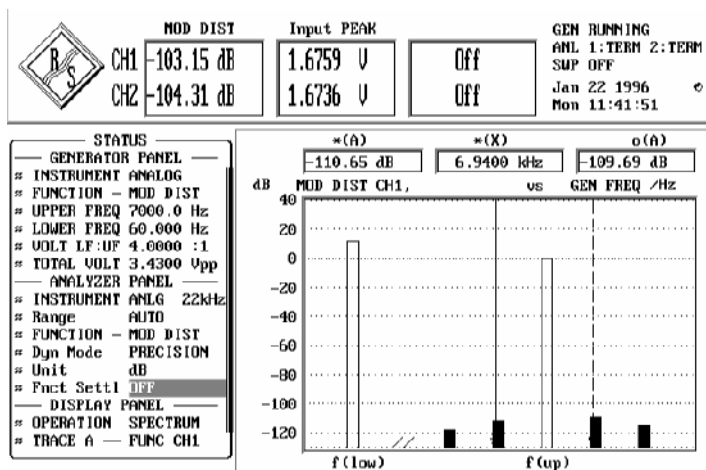 MOD DIST
Input PEAK
R
S
CH1 -103.15 dB 1.6759 V Off
CH2 -104.31 dB 1.6736 V Off
GEN RUNNING
ANL 1:TERM 2:TERM
SWP OFF
Jan 22 1996
Mon 11:41:51
STATUS
GENERATOR PANEL
INSTRUMENT ANALOG
FUNCTION - MOD DIST
UPPER FREQ 7000.0 Hz
LOWER FREQ 60.000 Hz
VOLT LF:UF 4.0000 :1
TOTAL VOLT 3.4300 Vpp
ANALYZER PANEL
INSTRUMENT ANLG 22kHz
Range AUTO
FUNCTION - MOD DIST
Dyn Mode PRECISION
Unit dB
Fnct Settl OFF
DISPLAY PANEL
OPERATION SPECTRUM
TRACE A — FUNC CH1
*(A) *(X) o(A)
-110.65 dB 6.9400 kHz -109.69 dB
dB MOD DIST CH1, vs GEN FREQ /Hz
40
20
0
-20
-40
-60
-80
-100
-120
f(low) f(up)